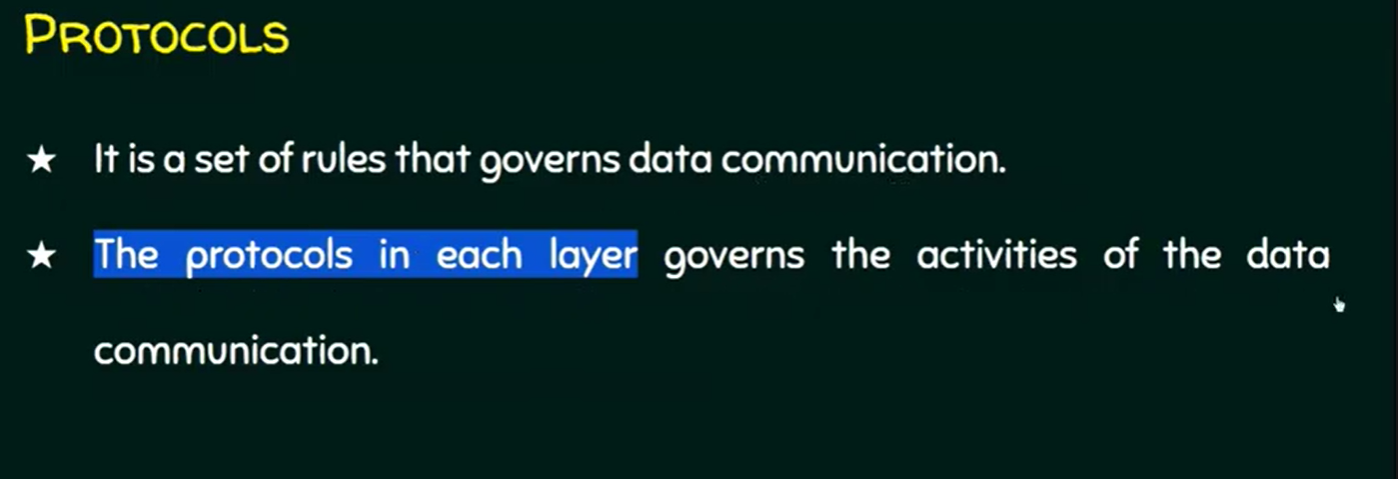 PROTOCOLS
★ It is a set of rules that governs data communication.
★ The protocols in each layer governs the activities of the data
communication.